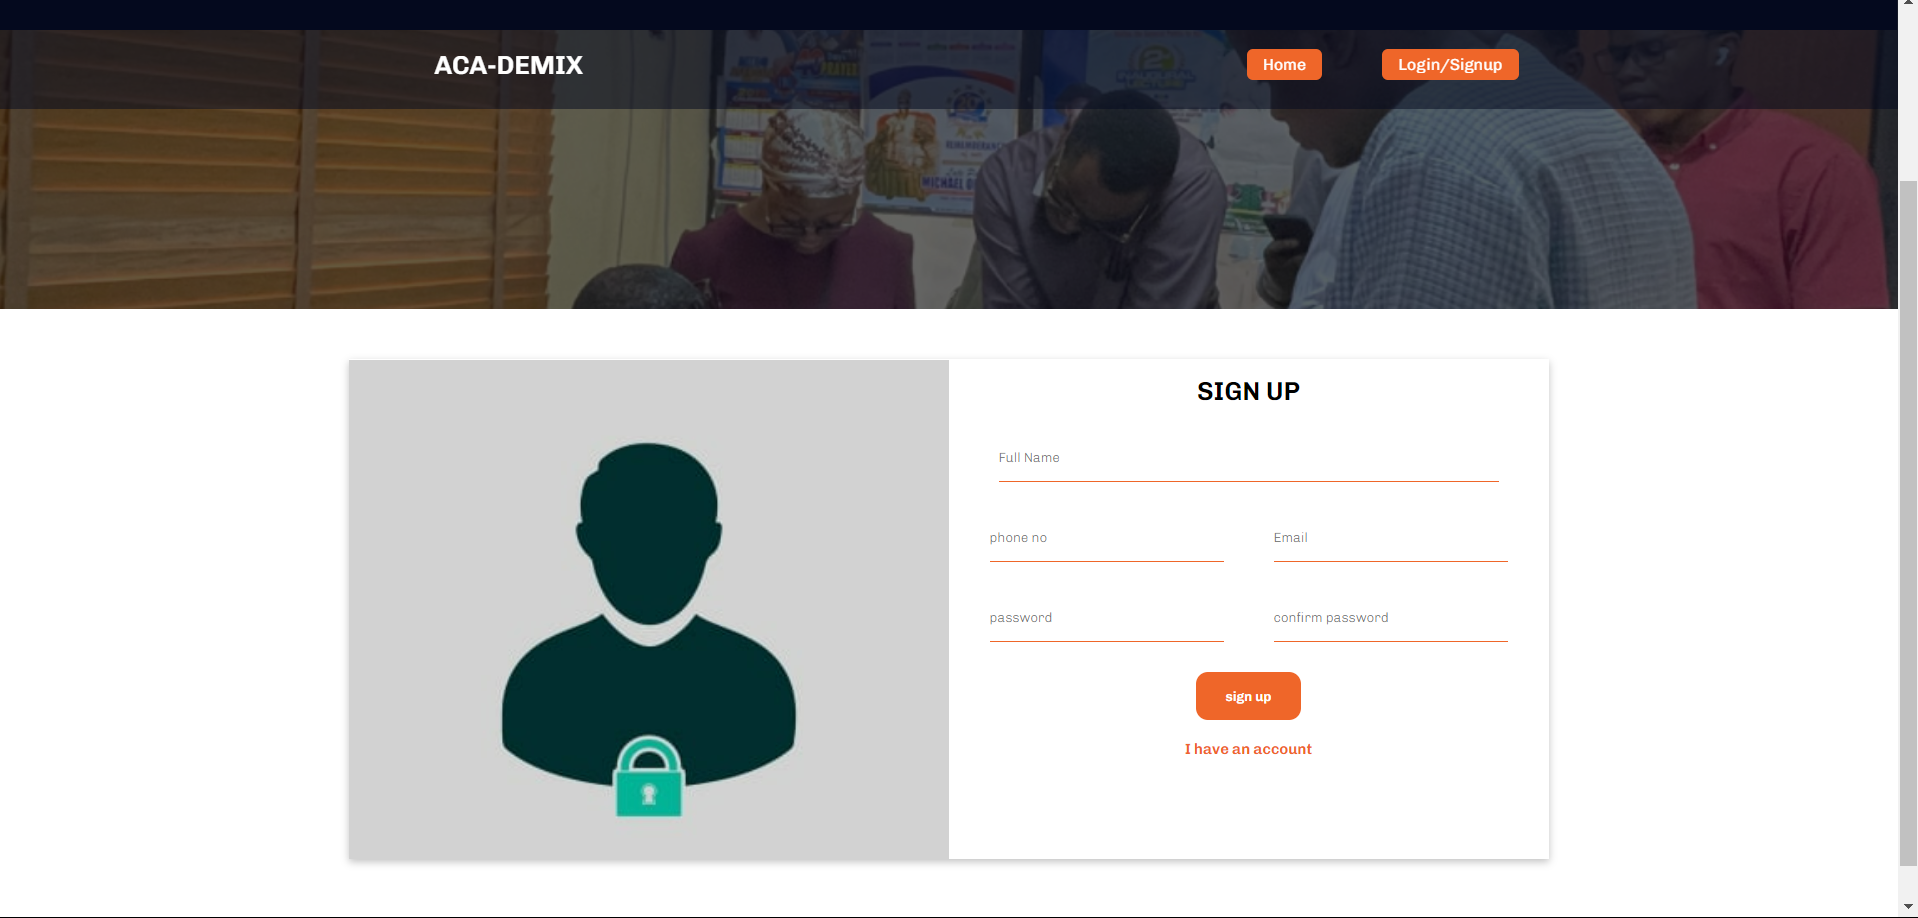 ACA-DEMIX
Home
Login/Signup
SIGN UP
Full Name
phone no
Email
password
confirm password
sign up
I have an account